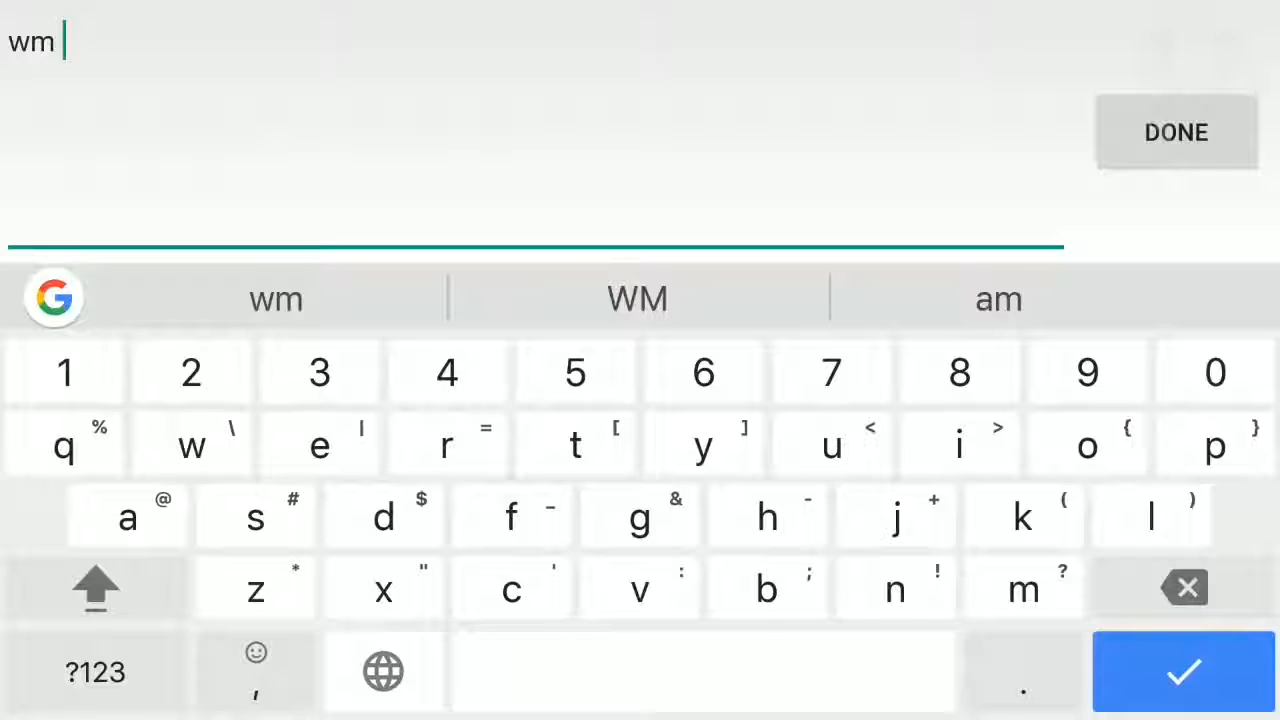 wm
DONE
wm WM am
1 2 3 4 5 6 7 8 9 0
q % w \ e | r = t [ y ] u < i > o { p }
a @ s # d $ f _ g & h - j + k ( l )
z * x " c ' v : b ; n ! m ?
?123 , .